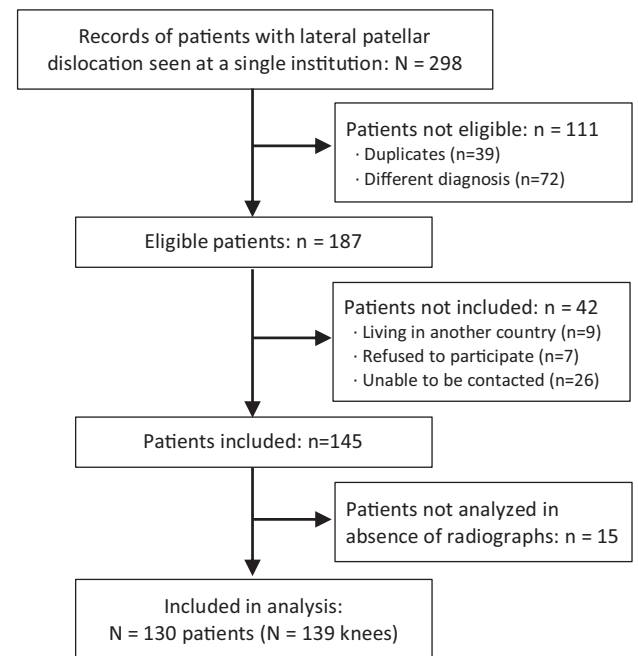 Records of patients with lateral patellar
dislocation seen at a single institution: N = 298
Patients not eligible: n = 111
· Duplicates (n=39)
· Different diagnosis (n=72)
Eligible patients: n = 187
Patients not included: n = 42
· Living in another country (n=9)
· Refused to participate (n=7)
· Unable to be contacted (n=26)
Patients included: n=145
Patients not analyzed in
absence of radiographs: n = 15
Included in analysis:
N = 130 patients (N = 139 knees)